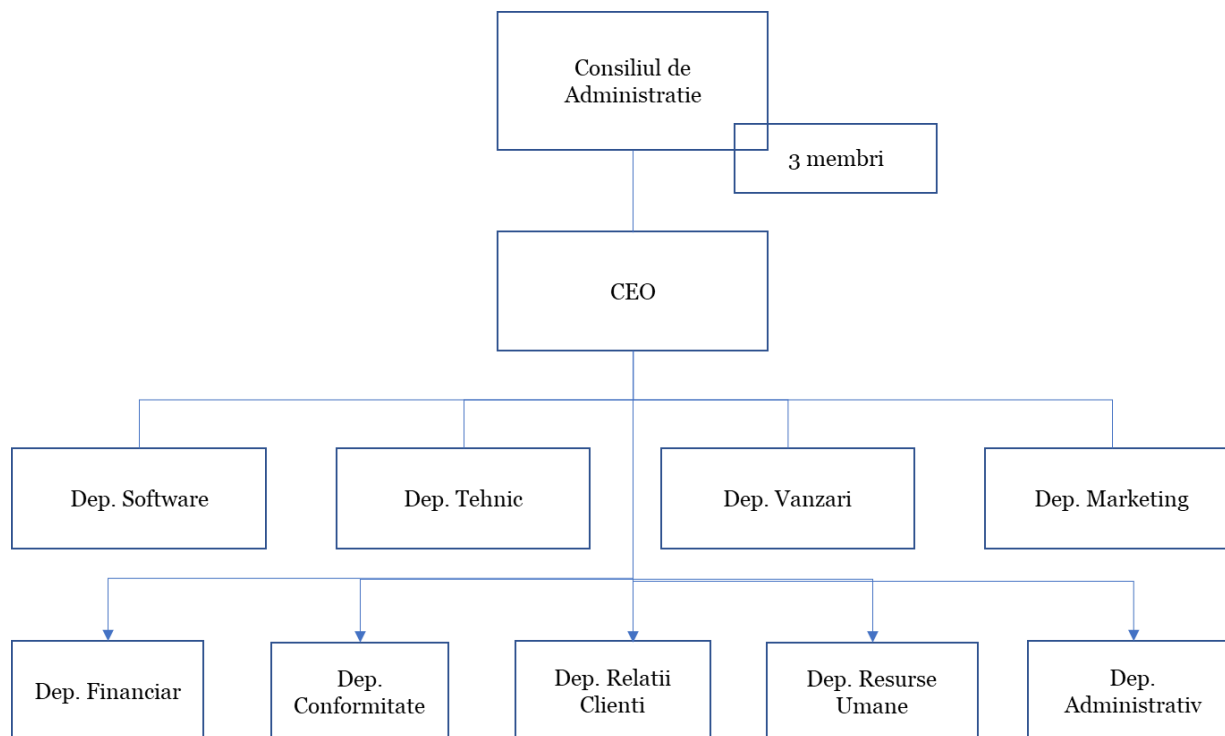 Consiliul de
Administratie
3 membri
CEO
Dep. Software
Dep. Tehnic
Dep. Vanzari
Dep. Marketing
Dep. Financiar
Dep.
Conformitate
Dep. Relatii
Clienti
Dep. Resurse
Umane
Dep.
Administrativ